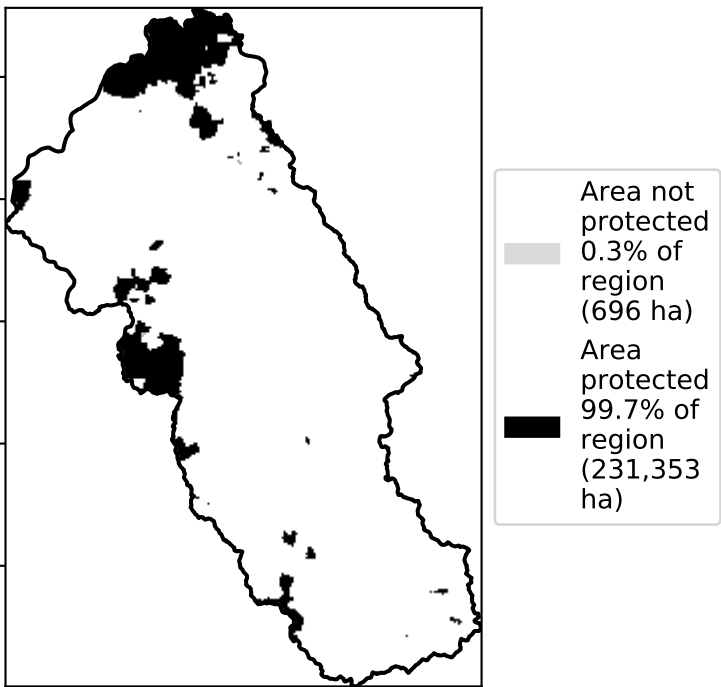 Area not
protected
0.3% of
region
(696 ha)
Area
protected
99.7% of
region
(231,353
ha)